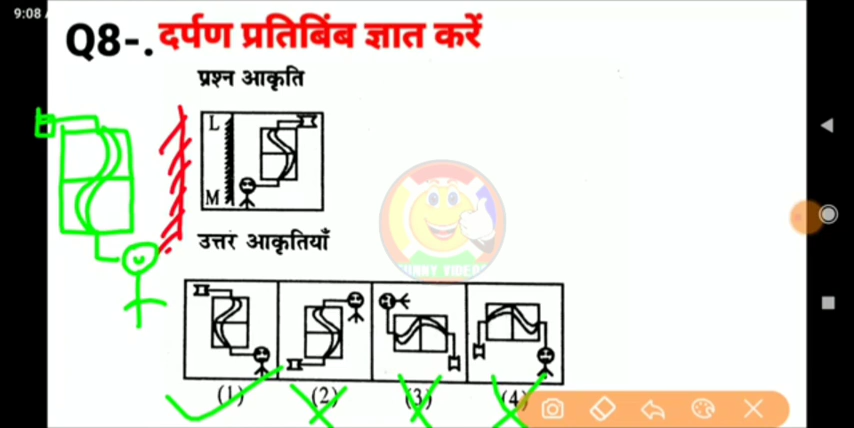 9:08
Q8-. दर्पण प्रतिबिंब ज्ञात करें
प्रश्न आकृति
L
M
उत्तर आकृतियाँ
(1) (2) (3) (4)